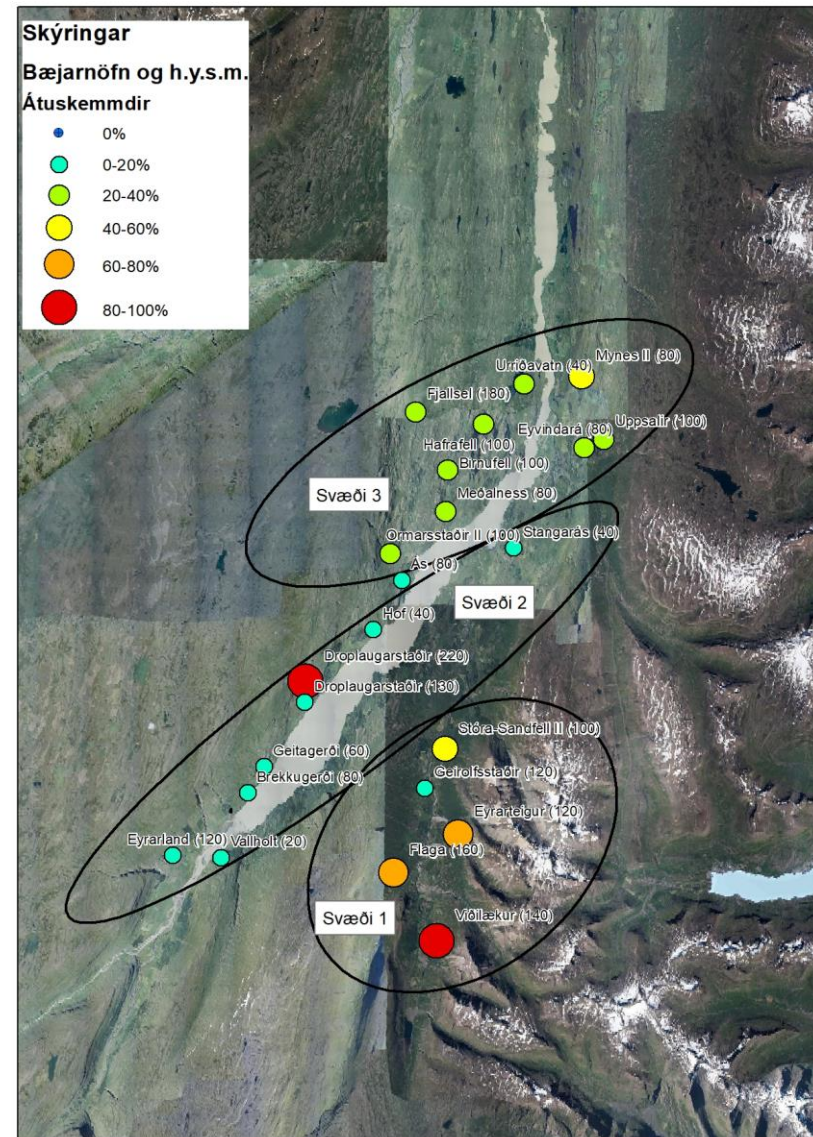 Skýringar
Bæjarnöfn og h.y.s.m.
Átuskemmdir
0%
0-20%
20-40%
40-60%
60-80%
80-100%
Mynes II (80)
Urriðavatn (40)
Fjallsel (180)
Uppsalir (100)
Eyvindará (80)
Hafrafell (100)
Birnufell (100)
Svæði 3
Meðalness (80)
Ormarsstaðir II (100)
Stangarás (40)
Ás (80)
Svæði 2
Hof (40)
Droplaugarstaðir (220)
Droplaugarstaðir (130)
Stóra-Sandfell II (100)
Geitagerði (60)
Geirolfsstaðir (120)
Brekkugerði (80)
Eyrarteigur (120)
Eyrarland (120)
Vallholt (20)
Flaga (160)
Svæði 1
Víðilækur (140)